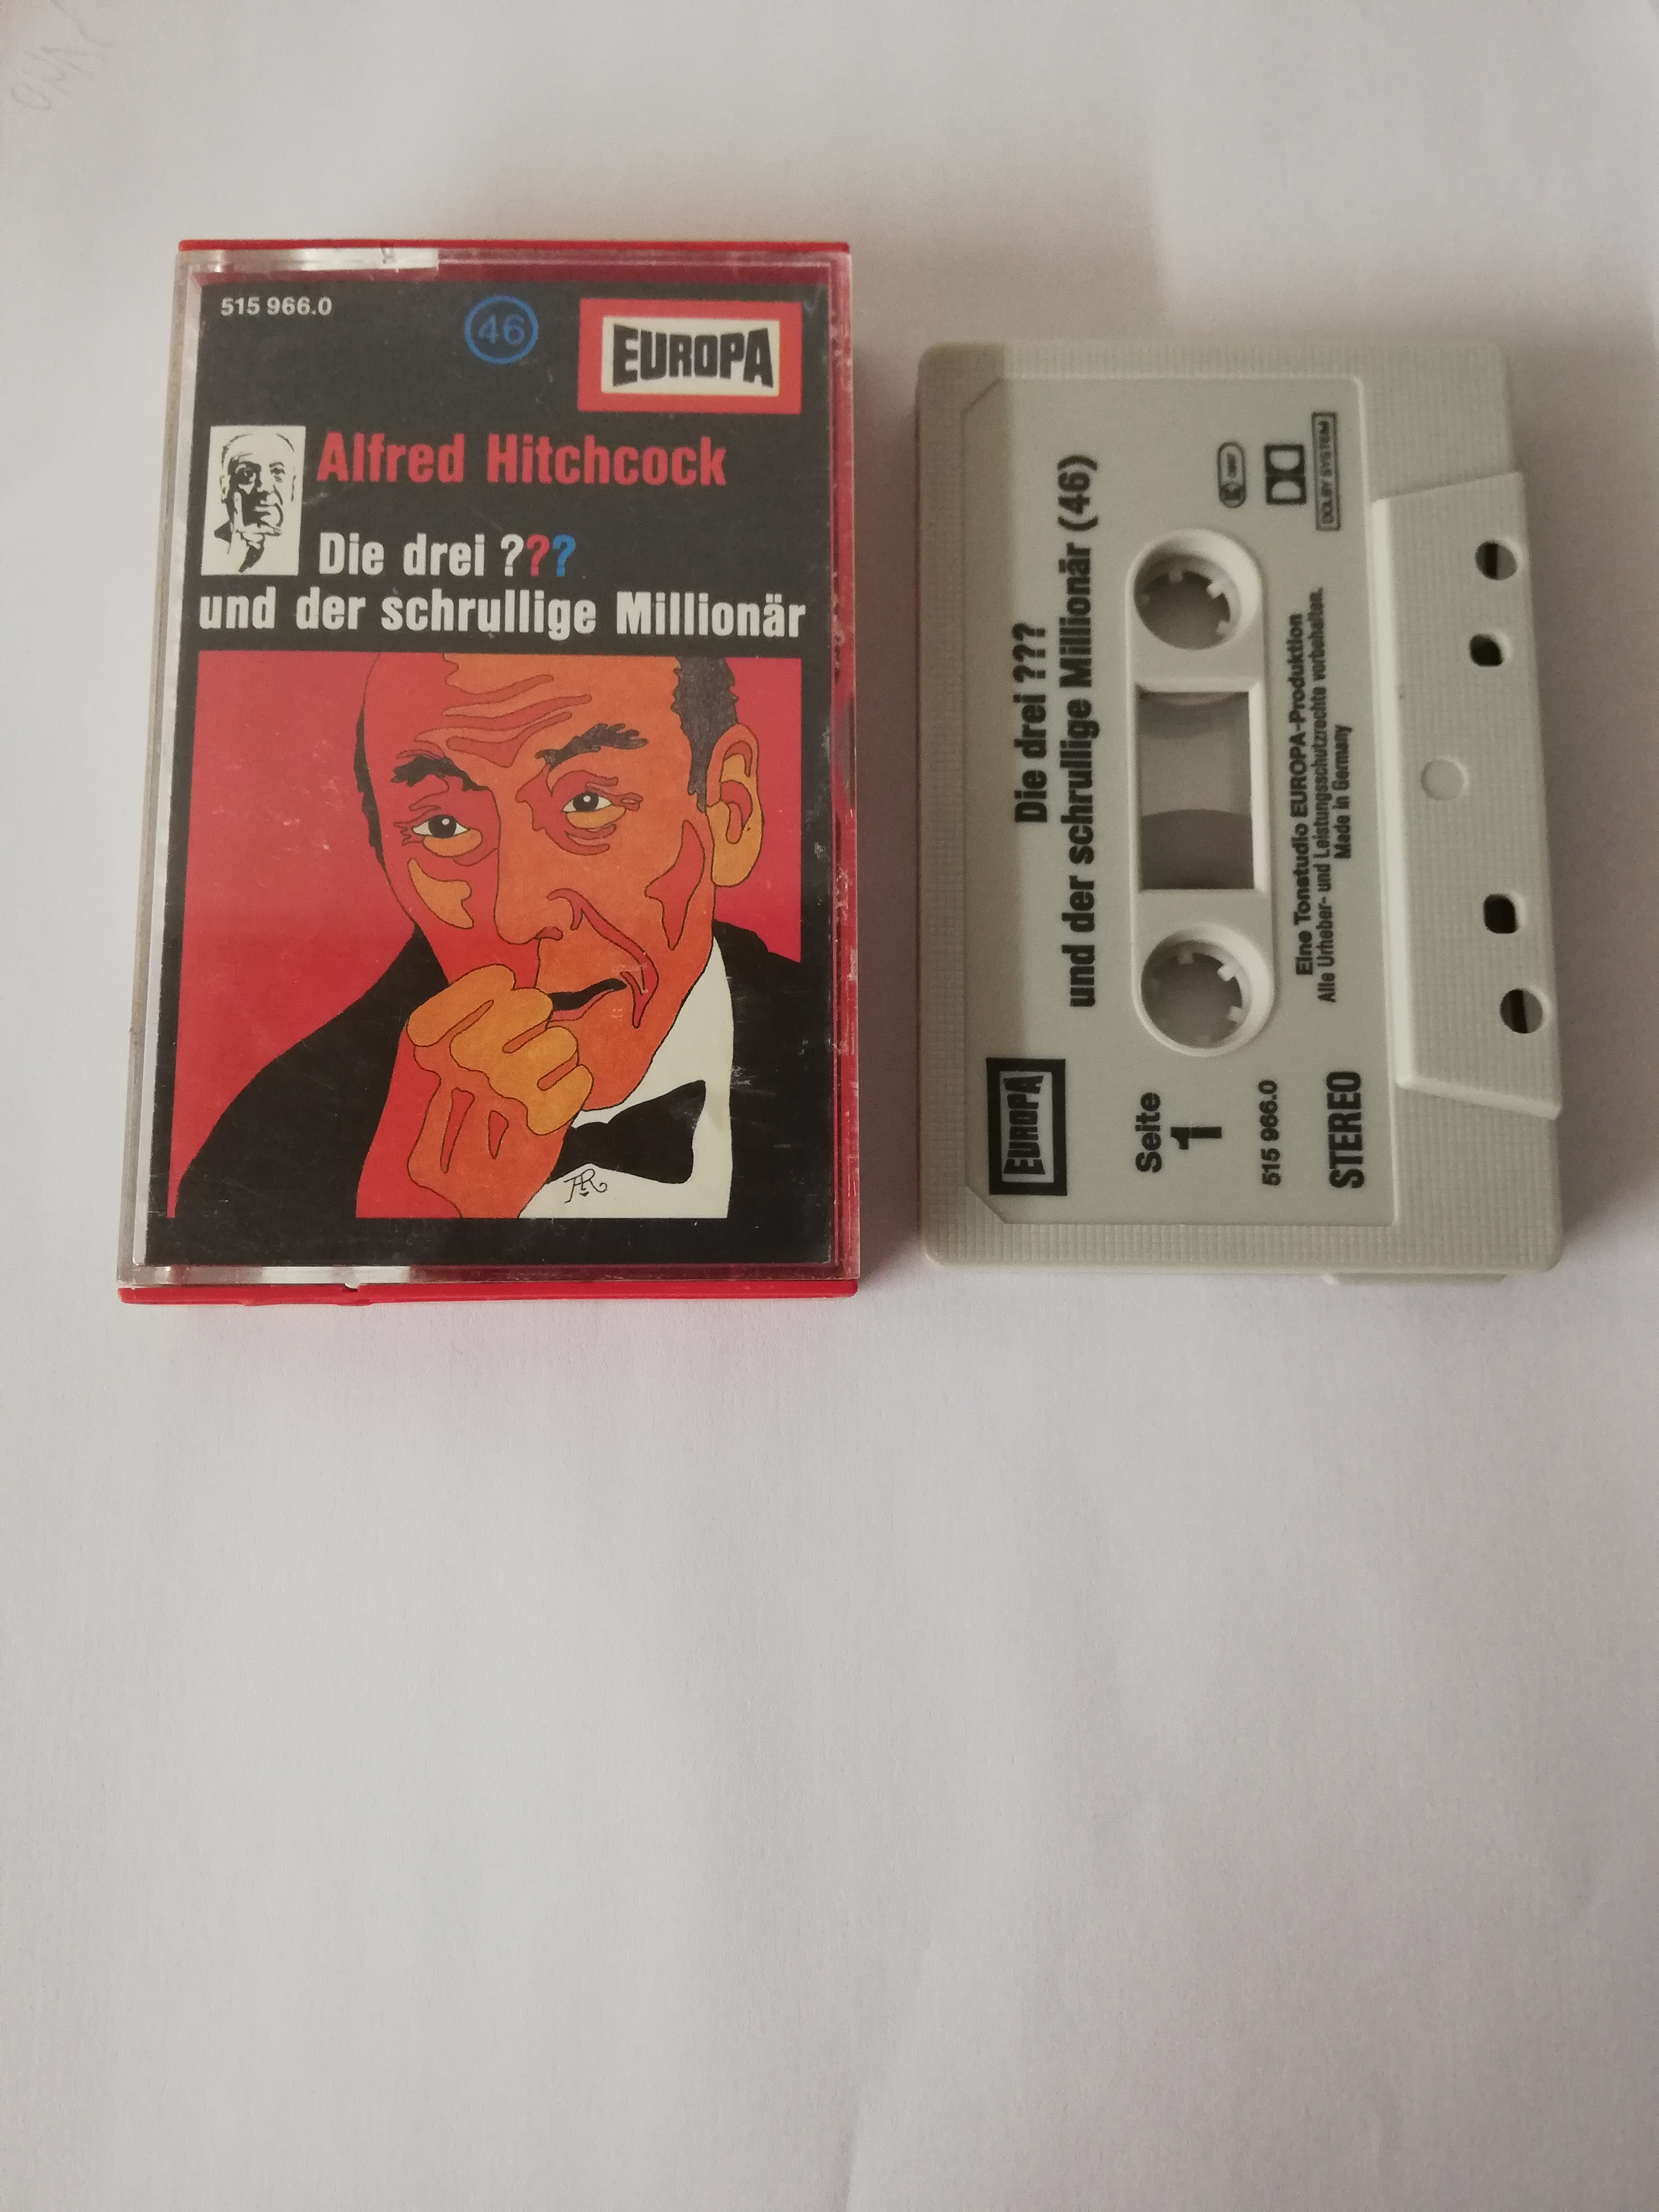 515 966.0
46
EUROPA
Alfred Hitchcock
Die drei ???
und der schrullige Millionär
Die drei ???
und der schrullige Millionär (46)
EUROPA
Seite
1
515 966.0
STEREO
Eine Tonstudio EUROPA-Produktion
Alle Urheber- und Leistungsschutzrechte vorbehalten.
Made in Germany
DOLBY SYSTEM